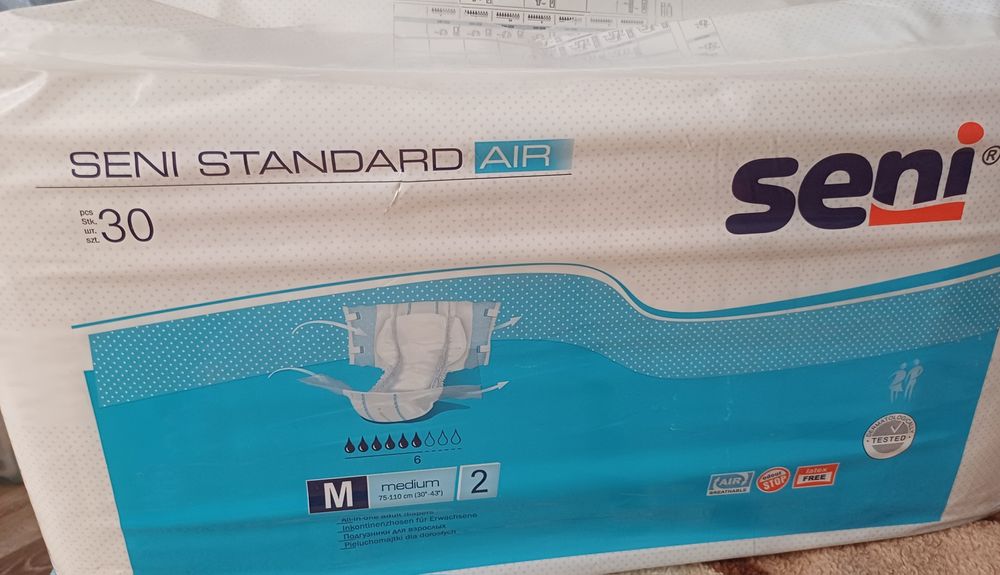 SENI STANDARD AIR
seni®
pcs
Stk.
шт.
szt.
30
6
M
medium
75-110 cm (30"-43")
2
All-in-one adult diapers
Inkontinenzhosen für Erwachsene
Подгузники для взрослых
Pieluchomajtki dla dorosłych
DERMATOLOGICALLY
TESTED
AIR
BREATHABLE
odour
STOP
latex
FREE